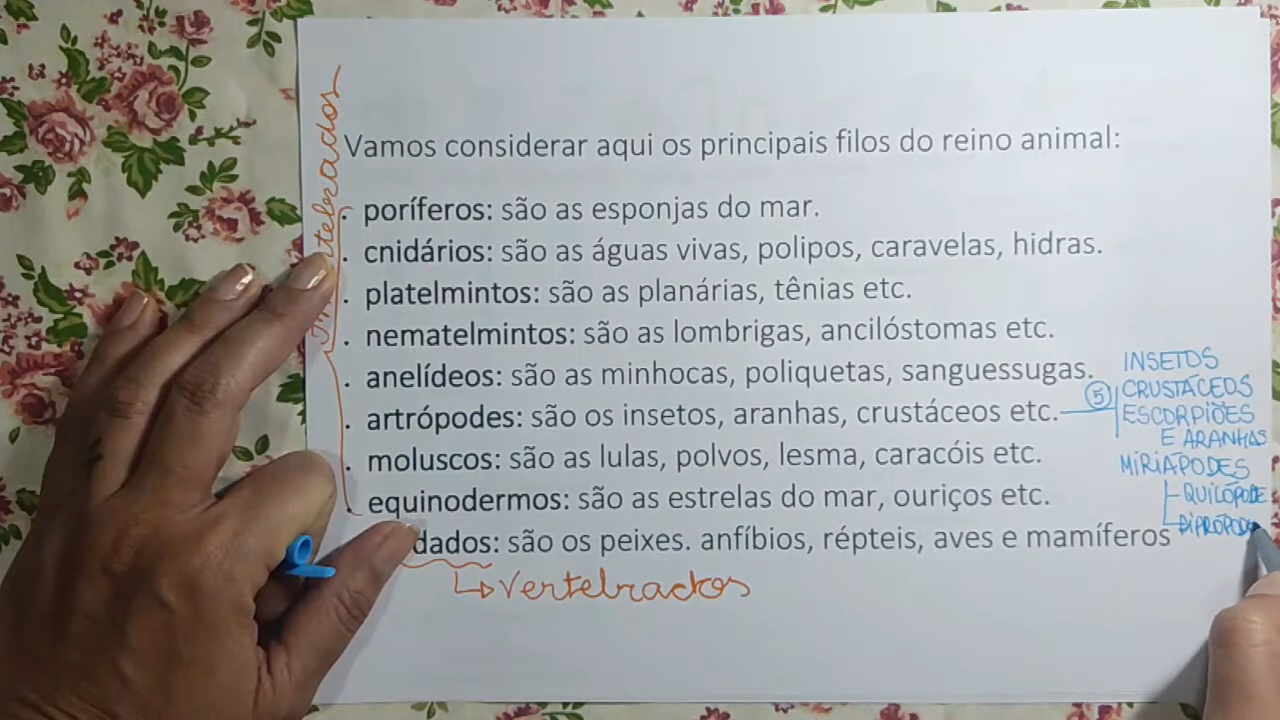 Vamos considerar aqui os principais filos do reino animal:
. poríferos: são as esponjas do mar.
. cnidários: são as águas vivas, polipos, caravelas, hidras.
. platelmintos: são as planárias, tênias etc.
. nematelmintos: são as lombrigas, ancilóstomas etc.
. anelídeos: são as minhocas, poliquetas, sanguessugas.
. artrópodes: são os insetos, aranhas, crustáceos etc.
. moluscos: são as lulas, polvos, lesma, caracóis etc.
. equinodermos: são as estrelas do mar, ouriços etc.
dados: são os peixes. anfíbios, répteis, aves e mamíferos
Vertebrados
5
INSETOS
CRUSTÁCEOS
ESCORPIÕES
E ARANHAS
MIRIÁPODES
QUILÓPODE